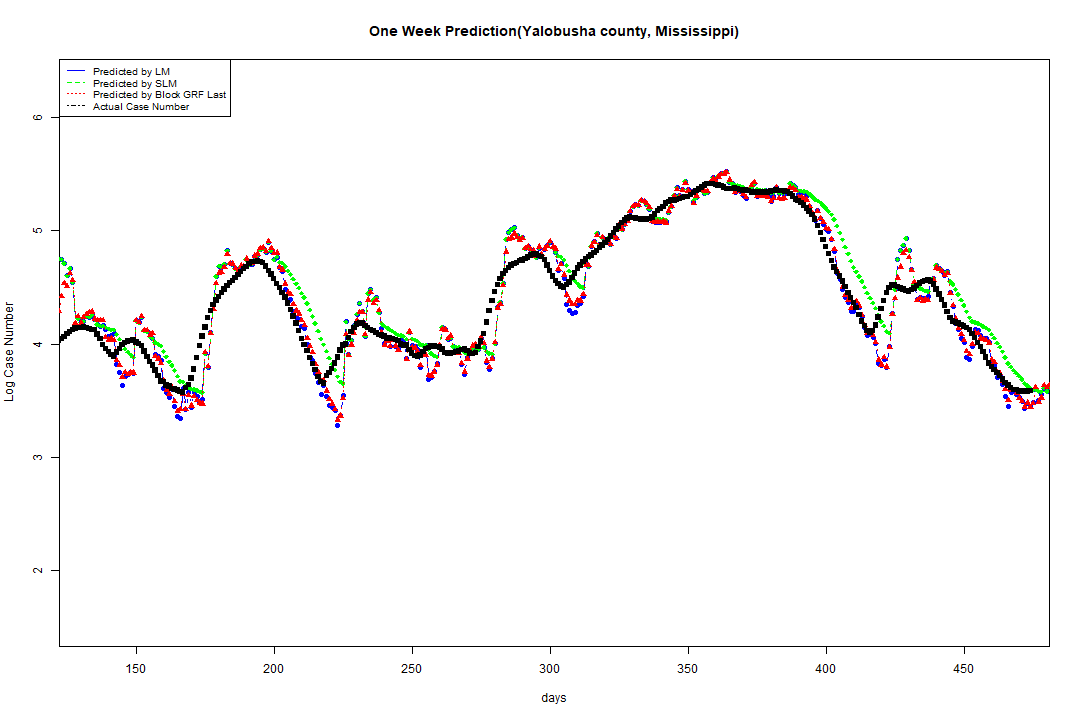 One Week Prediction(Yalobusha county, Mississippi)
Predicted by LM
Predicted by SLM
Predicted by Block GRF Last
Actual Case Number
Log Case Number
6
5
4
3
2
150 200 250 300 350 400 450
days